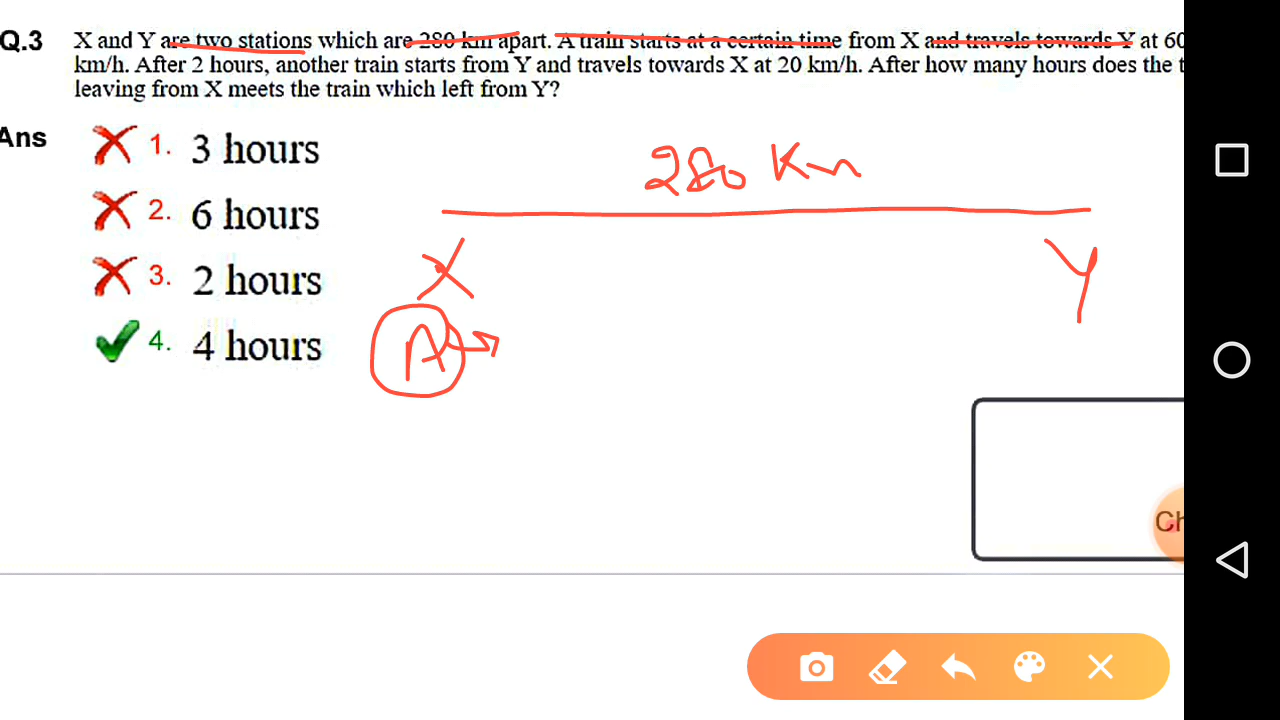 Q.3 X and Y are two stations which are 280 km apart. A train starts at a certain time from X and travels towards Y at 60
km/h. After 2 hours, another train starts from Y and travels towards X at 20 km/h. After how many hours does the t
leaving from X meets the train which left from Y?
Ans
1. 3 hours
2. 6 hours
3. 2 hours
4. 4 hours
280 Km
X Y
A
Ch